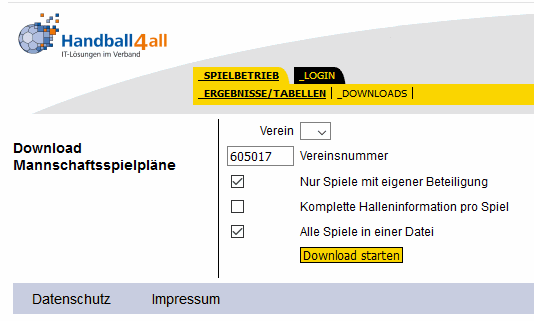 Handball4all
IT-Lösungen im Verband
_SPIELBETRIEB _LOGIN
_ERGEBNISSE/TABELLEN | _DOWNLOADS |
Download
Mannschaftsspielpläne
Verein
605017 Vereinsnummer
Nur Spiele mit eigener Beteiligung
Komplette Halleninformation pro Spiel
Alle Spiele in einer Datei
Download starten
Datenschutz Impressum